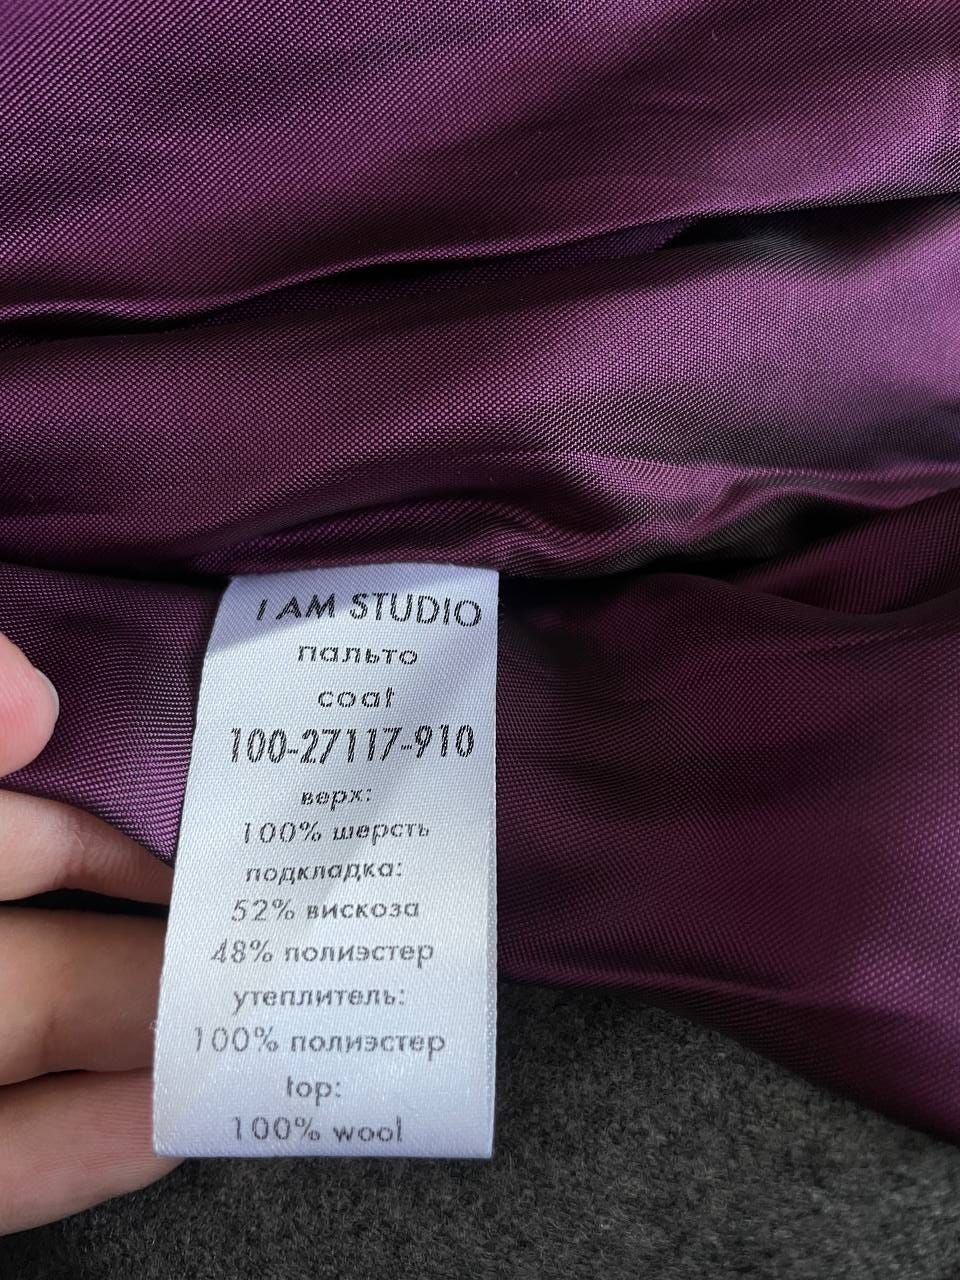 I AM STUDIO
пальто
coat
100-27117-910
верх:
100% шерсть
подкладка:
52% вискоза
48% полиэстер
утеплитель:
100% полиэстер
top:
100% wool